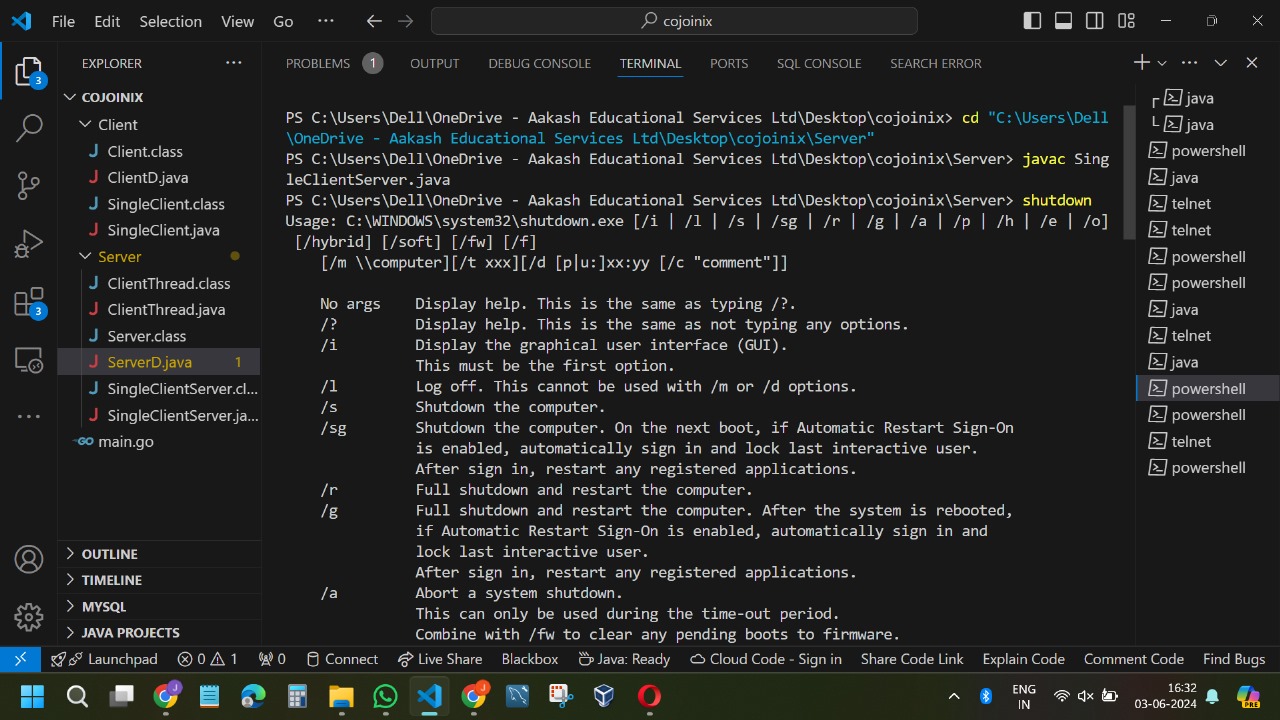 File Edit Selection View Go ··· cojoinix
EXPLORER ···
3
COJOINIX
Client
Client.class
ClientD.java
SingleClient.class
SingleClient.java
Server
ClientThread.class
ClientThread.java
Server.class
ServerD.java 1
SingleClientServer.cl...
SingleClientServer.ja...
main.go
3
OUTLINE
TIMELINE
MYSQL
JAVA PROJECTS
PROBLEMS 1 OUTPUT DEBUG CONSOLE TERMINAL PORTS SQL CONSOLE SEARCH ERROR
PS C:\Users\Dell\OneDrive - Aakash Educational Services Ltd\Desktop\cojoinix> cd "C:\Users\Dell
\OneDrive - Aakash Educational Services Ltd\Desktop\cojoinix\Server"
PS C:\Users\Dell\OneDrive - Aakash Educational Services Ltd\Desktop\cojoinix\Server> javac Sing
leClientServer.java
PS C:\Users\Dell\OneDrive - Aakash Educational Services Ltd\Desktop\cojoinix\Server> shutdown
Usage: C:\WINDOWS\system32\shutdown.exe [/i | /l | /s | /sg | /r | /g | /a | /p | /h | /e | /o]
[/hybrid] [/soft] [/fw] [/f]
[/m \\computer][/t xxx][/d [p|u:]xx:yy [/c "comment"]]
No args Display help. This is the same as typing /?.
/? Display help. This is the same as not typing any options.
/i Display the graphical user interface (GUI).
This must be the first option.
/l Log off. This cannot be used with /m or /d options.
/s Shutdown the computer.
/sg Shutdown the computer. On the next boot, if Automatic Restart Sign-On
is enabled, automatically sign in and lock last interactive user.
After sign in, restart any registered applications.
/r Full shutdown and restart the computer.
/g Full shutdown and restart the computer. After the system is rebooted,
if Automatic Restart Sign-On is enabled, automatically sign in and
lock last interactive user.
After sign in, restart any registered applications.
/a Abort a system shutdown.
This can only be used during the time-out period.
Combine with /fw to clear any pending boots to firmware.
java
java
powershell
java
telnet
telnet
powershell
powershell
java
telnet
java
powershell
powershell
telnet
powershell
Launchpad 0 1 0 Connect Live Share Blackbox Java: Ready Cloud Code - Sign in Share Code Link Explain Code Comment Code Find Bugs
J J ENG 16:32
IN 03-06-2024 PRE